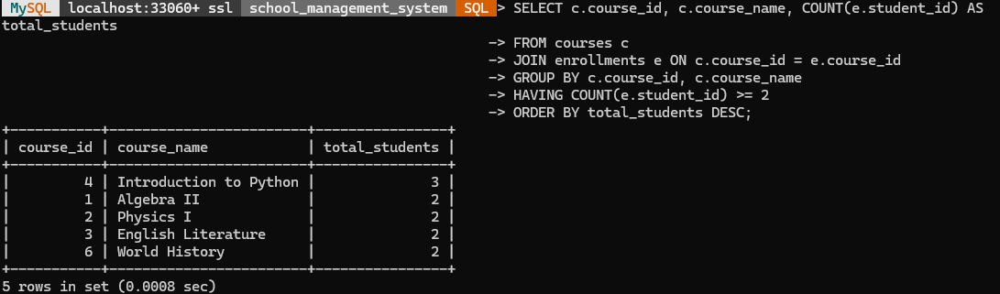 MySQL localhost:33060+ ssl school_management_system SQL > SELECT c.course_id, c.course_name, COUNT(e.student_id) AS
total_students
-> FROM courses c
-> JOIN enrollments e ON c.course_id = e.course_id
-> GROUP BY c.course_id, c.course_name
-> HAVING COUNT(e.student_id) >= 2
-> ORDER BY total_students DESC;
+-----------+------------------------+----------------+
| course_id | course_name            | total_students |
+-----------+------------------------+----------------+
|         4 | Introduction to Python |              3 |
|         1 | Algebra II             |              2 |
|         2 | Physics I              |              2 |
|         3 | English Literature     |              2 |
|         6 | World History          |              2 |
+-----------+------------------------+----------------+
5 rows in set (0.0008 sec)